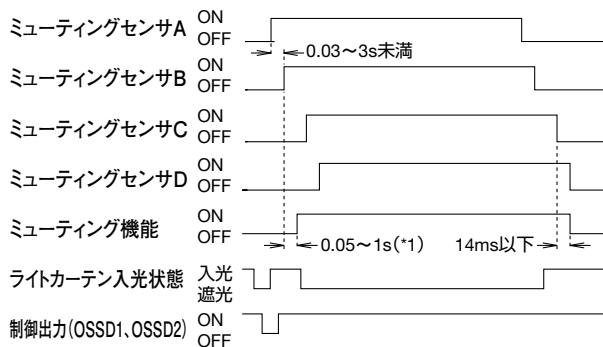 ミューティングセンサA ON
OFF
0.03～3s未満
ミューティングセンサB ON
OFF
ミューティングセンサC ON
OFF
ミューティングセンサD ON
OFF
ミューティング機能 ON
OFF
0.05～1s(*1) 14ms以下
ライトカーテン入光状態 入光
遮光
制御出力(OSSD1、OSSD2) ON
OFF